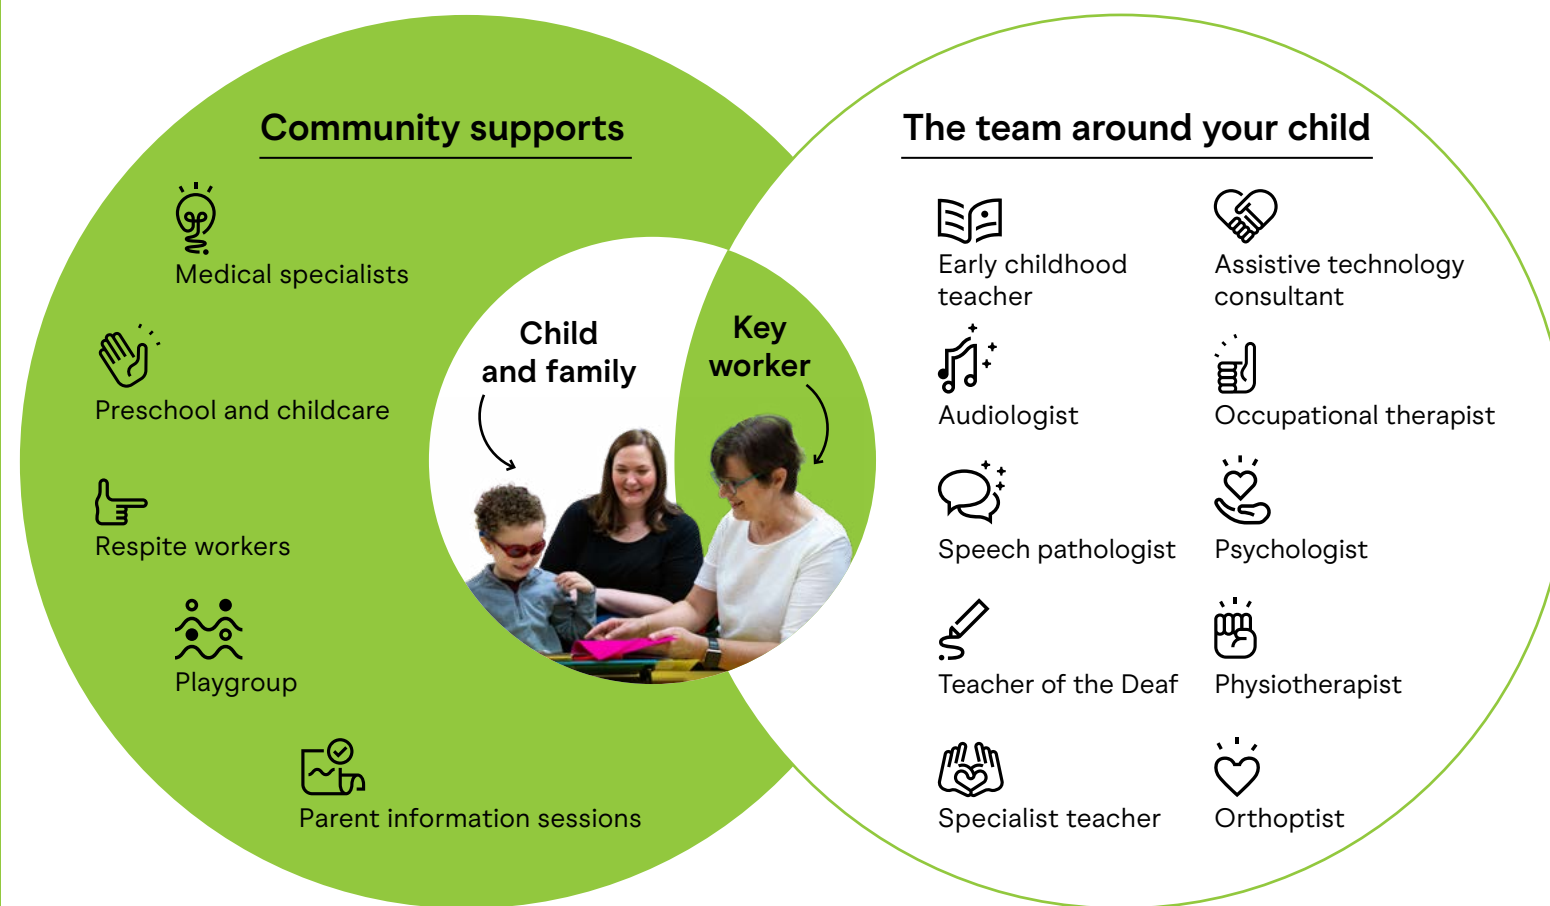 Community supports
Medical specialists
Preschool and childcare
Respite workers
Playgroup
Parent information sessions
Child
and family
Key
worker
The team around your child
Early childhood
teacher
Assistive technology
consultant
Audiologist
Occupational therapist
Speech pathologist
Psychologist
Teacher of the Deaf
Physiotherapist
Specialist teacher
Orthoptist